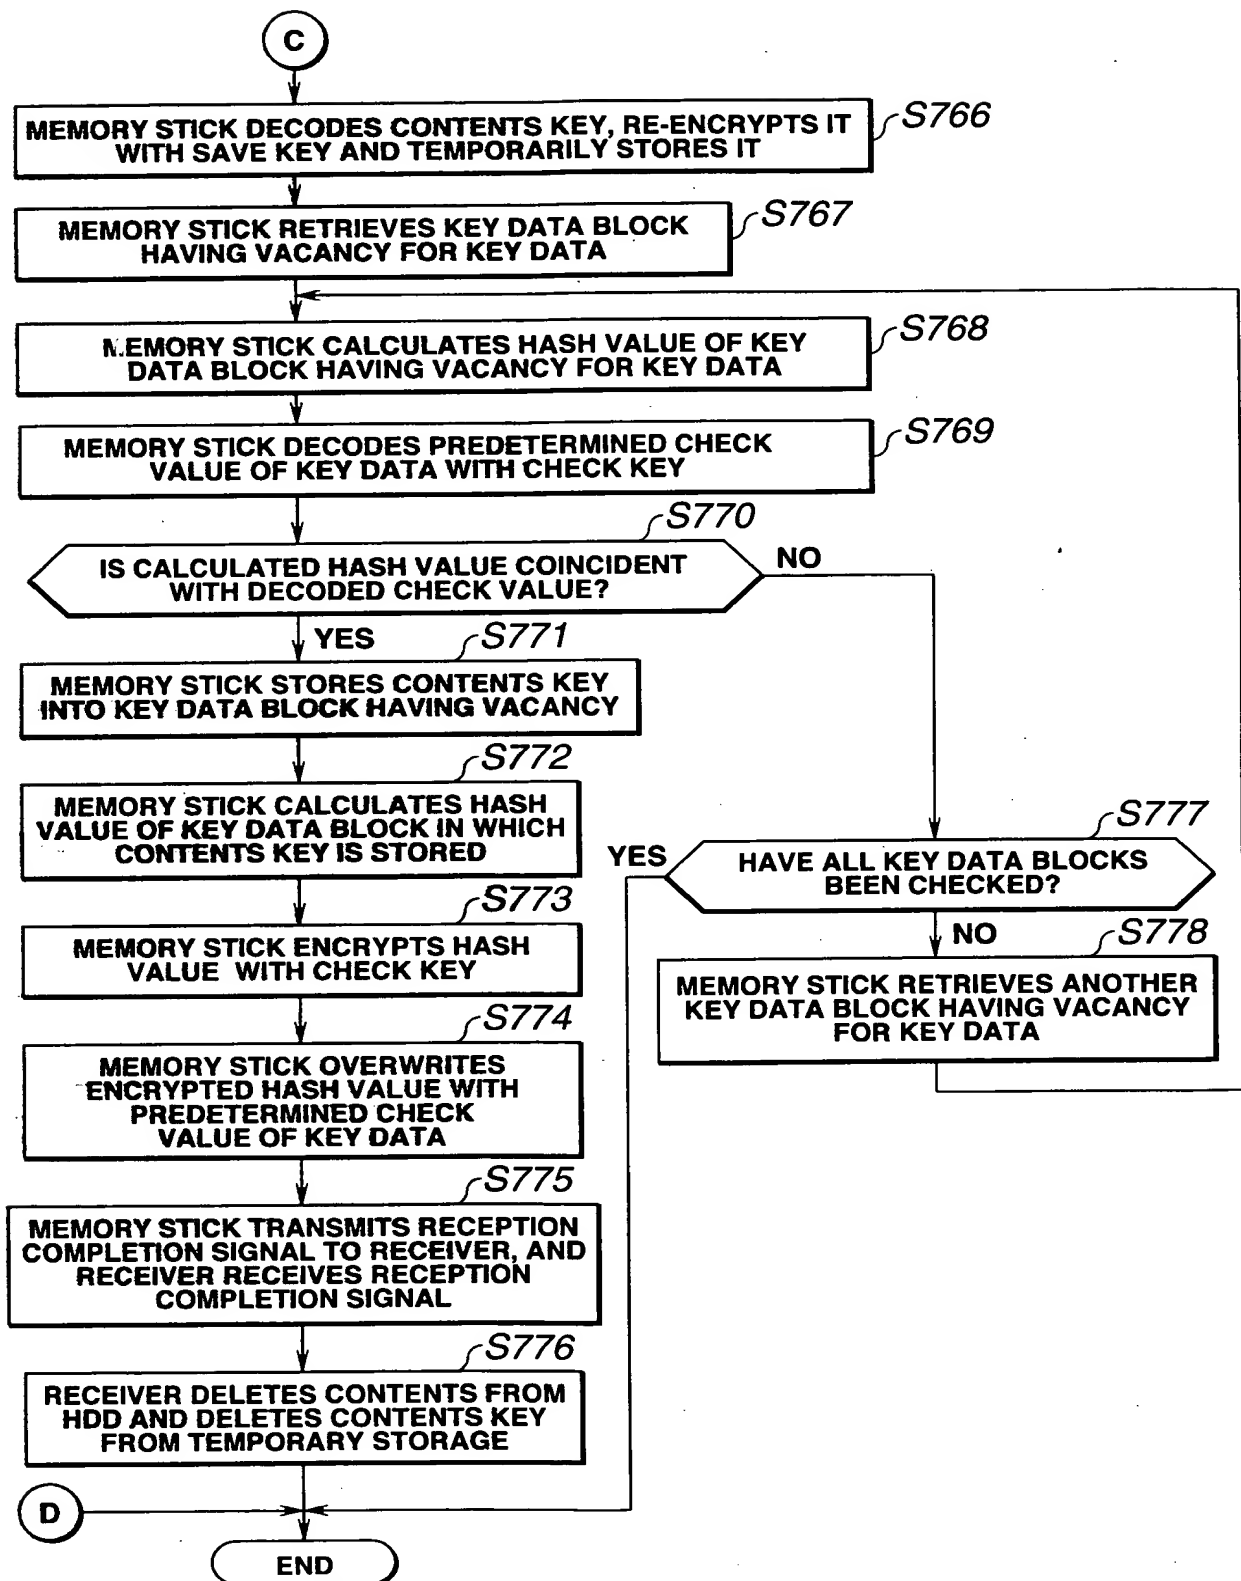 C
MEMORY STICK DECODES CONTENTS KEY, RE-ENCRYPTS IT
WITH SAVE KEY AND TEMPORARILY STORES IT
S766
MEMORY STICK RETRIEVES KEY DATA BLOCK
HAVING VACANCY FOR KEY DATA
S767
MEMORY STICK CALCULATES HASH VALUE OF KEY
DATA BLOCK HAVING VACANCY FOR KEY DATA
S768
MEMORY STICK DECODES PREDETERMINED CHECK
VALUE OF KEY DATA WITH CHECK KEY
S769
S770
IS CALCULATED HASH VALUE COINCIDENT
WITH DECODED CHECK VALUE?
NO
YES
S771
MEMORY STICK STORES CONTENTS KEY
INTO KEY DATA BLOCK HAVING VACANCY
S772
MEMORY STICK CALCULATES HASH
VALUE OF KEY DATA BLOCK IN WHICH
CONTENTS KEY IS STORED
S777
YES
HAVE ALL KEY DATA BLOCKS
BEEN CHECKED?
S773
MEMORY STICK ENCRYPTS HASH
VALUE WITH CHECK KEY
NO
S778
MEMORY STICK RETRIEVES ANOTHER
KEY DATA BLOCK HAVING VACANCY
FOR KEY DATA
S774
MEMORY STICK OVERWRITES
ENCRYPTED HASH VALUE WITH
PREDETERMINED CHECK
VALUE OF KEY DATA
S775
MEMORY STICK TRANSMITS RECEPTION
COMPLETION SIGNAL TO RECEIVER, AND
RECEIVER RECEIVES RECEPTION
COMPLETION SIGNAL
S776
RECEIVER DELETES CONTENTS FROM
HDD AND DELETES CONTENTS KEY
FROM TEMPORARY STORAGE
D
END